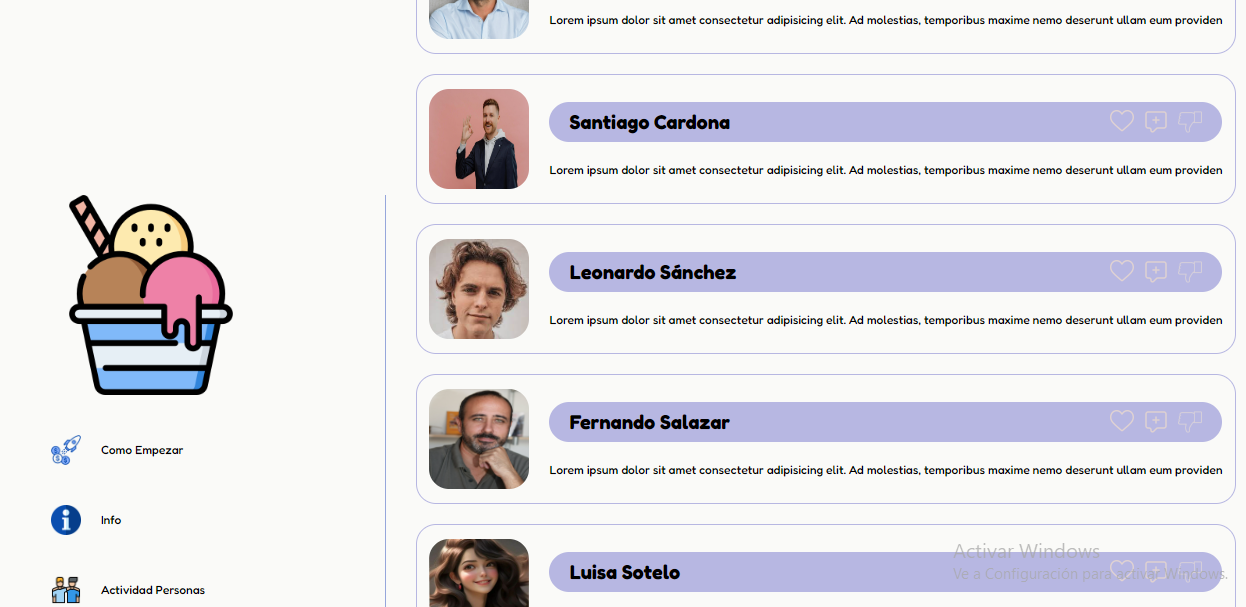 Lorem ipsum dolor sit amet consectetur adipisicing elit. Ad molestias, temporibus maxime nemo deserunt ullam eum providen
Santiago Cardona
Lorem ipsum dolor sit amet consectetur adipisicing elit. Ad molestias, temporibus maxime nemo deserunt ullam eum providen
Leonardo Sánchez
Lorem ipsum dolor sit amet consectetur adipisicing elit. Ad molestias, temporibus maxime nemo deserunt ullam eum providen
Fernando Salazar
Lorem ipsum dolor sit amet consectetur adipisicing elit. Ad molestias, temporibus maxime nemo deserunt ullam eum providen
Luisa Sotelo
Como Empezar
Info
Actividad Personas
Activar Windows
Ve a Configuración para activar Windows.